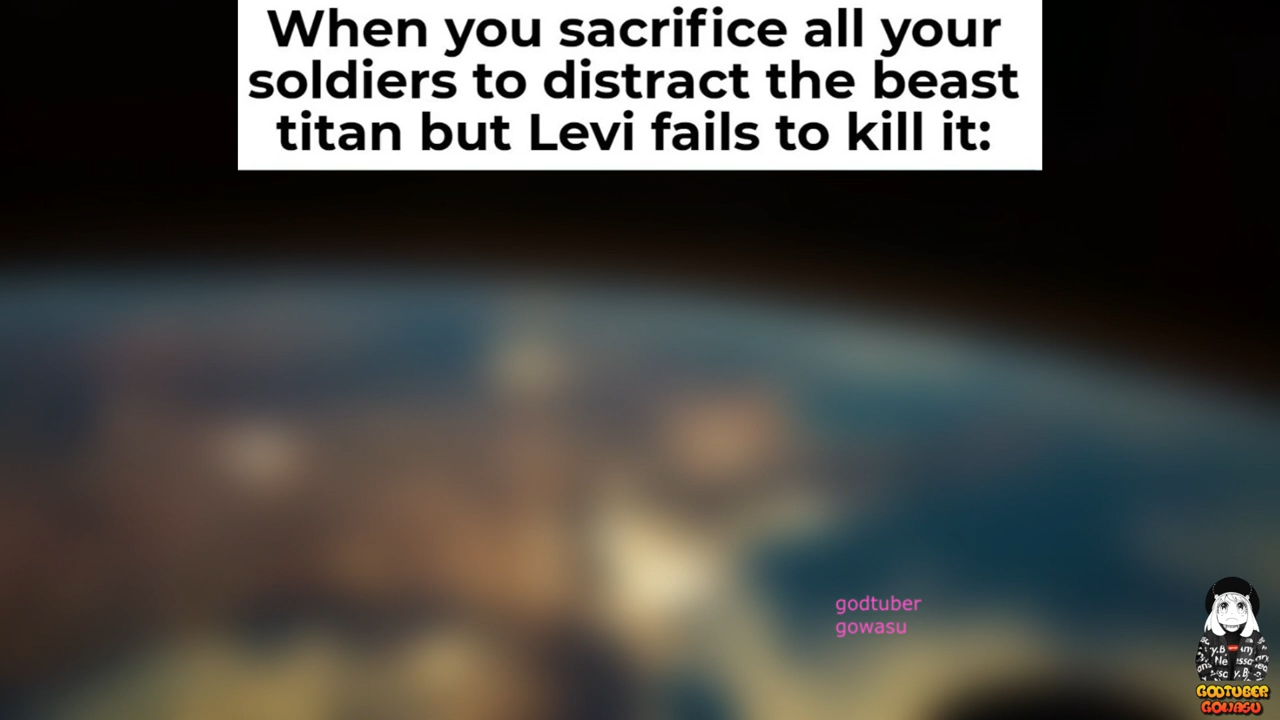 When you sacrifice all your
soldiers to distract the beast
titan but Levi fails to kill it:
godtuber
gowasu
GODTUBER
GOWASU